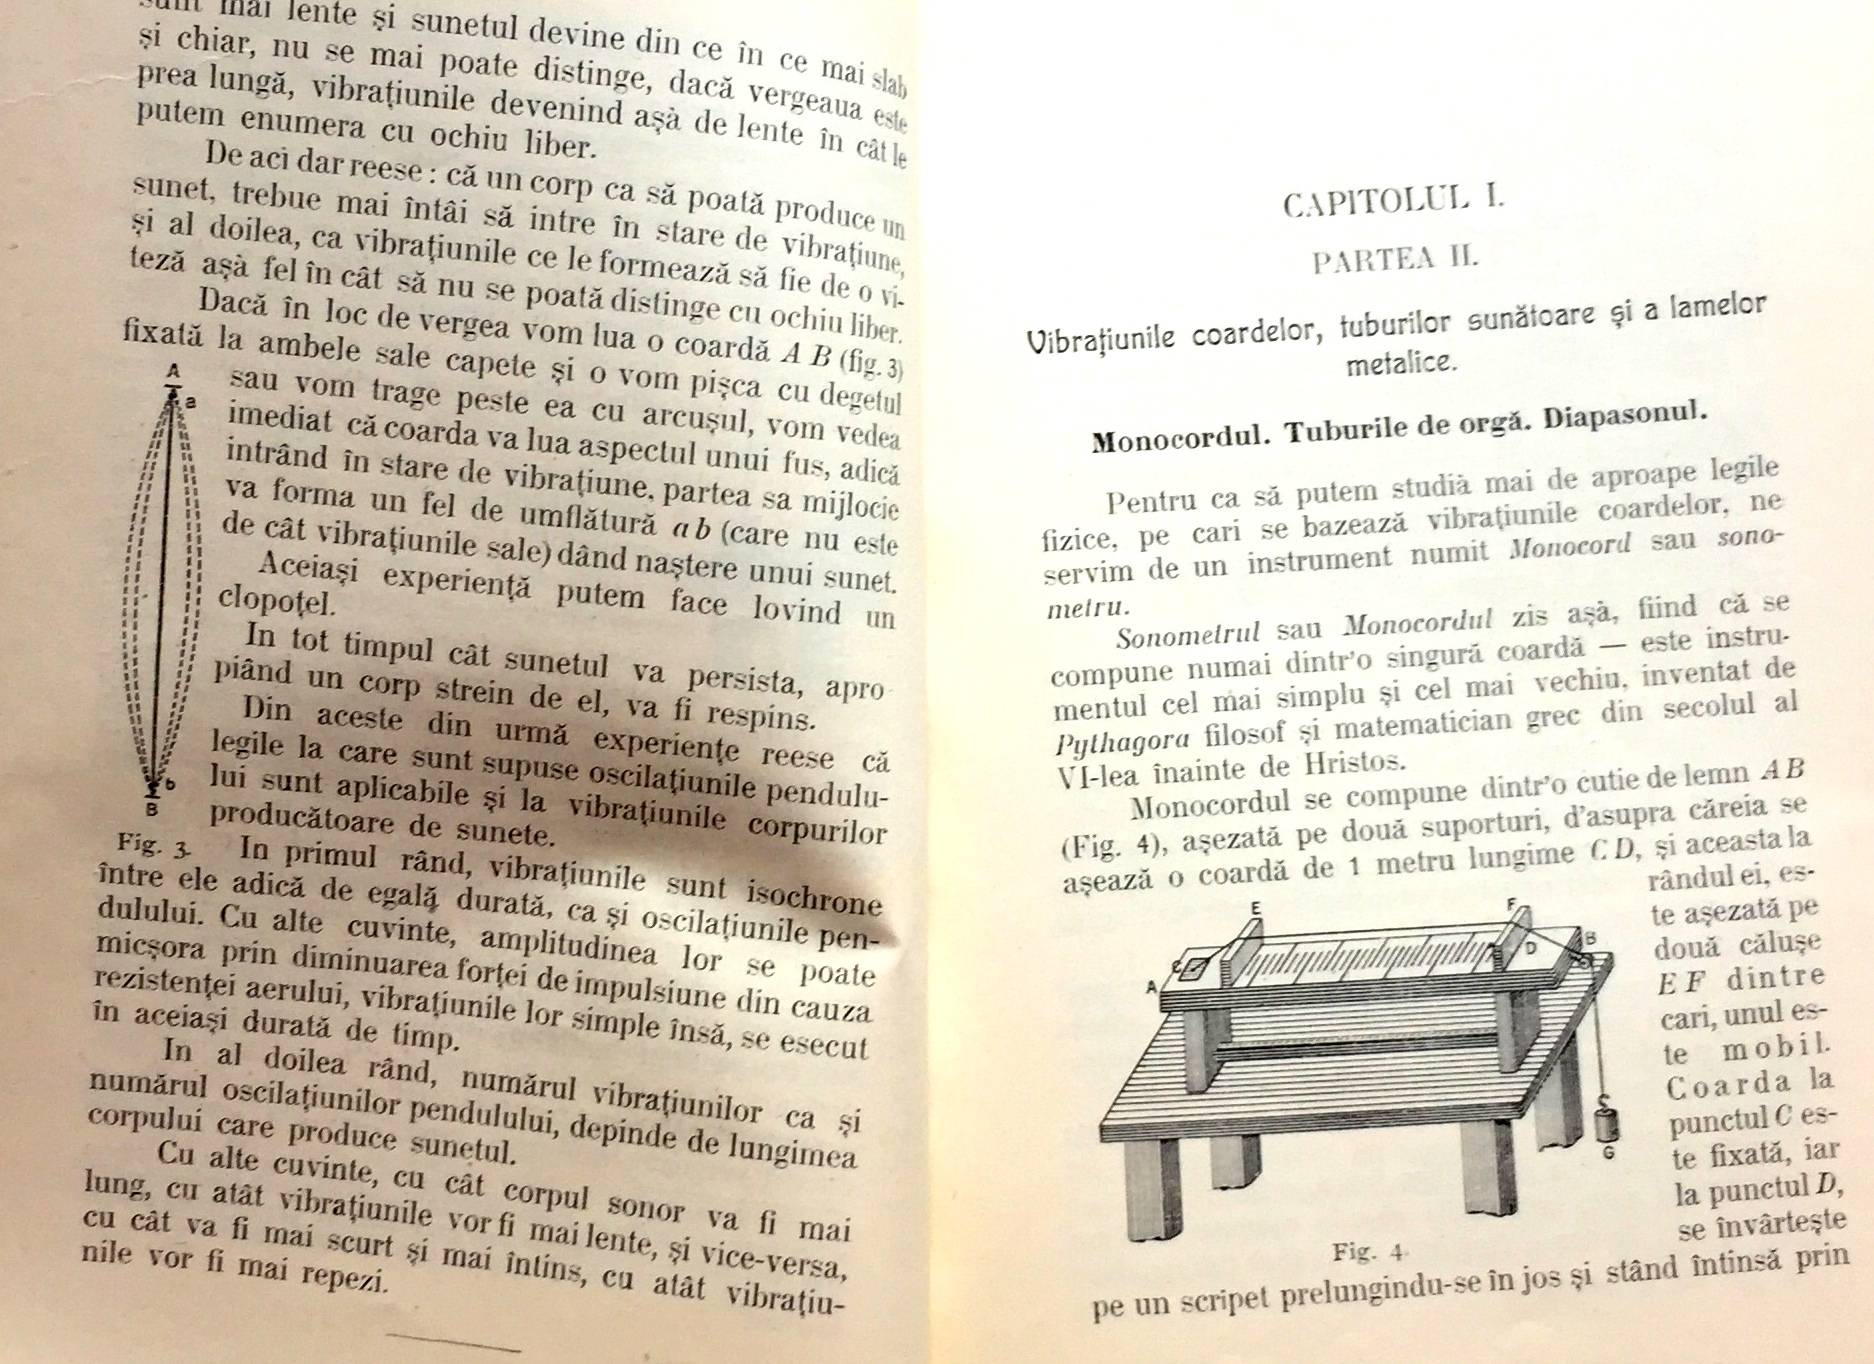 sunt mai lente și sunetul devine din ce în ce mai slab
și chiar, nu se mai poate distinge, dacă vergeaua este
prea lungă, vibrațiunile devenind așà de lente în cât le
putem enumera cu ochiu liber.
De aci dar reese : că un corp ca să poată produce un
sunet, trebue mai întâi să intre în stare de vibrațiune,
și al doilea, ca vibrațiunile ce le formează să fie de o vi-
teză așà fel în cât să nu se poată distinge cu ochiu liber.
Dacă în loc de vergea vom lua o coardă A B (fig. 3)
fixată la ambele sale capete și o vom pișca cu degetul
sau vom trage peste ea cu arcușul, vom vedea
imediat că coarda va lua aspectul unui fus, adică
intrând în stare de vibrațiune, partea sa mijlocie
va forma un fel de umflătură a b (care nu este
de cât vibrațiunile sale) dând naștere unui sunet.
Aceiași experiență putem face lovind un
clopoțel.
In tot timpul cât sunetul va persista, apro
piând un corp strein de el, va fi respins.
Din aceste din urmă experiențe reese că
legile la care sunt supuse oscilațiunile pendulu-
lui sunt aplicabile și la vibrațiunile corpurilor
producătoare de sunete.
A
a
b
B
Fig. 3.
In primul rând, vibrațiunile sunt isochrone
între ele adică de egală durată, ca și oscilațiunile pen-
dulului. Cu alte cuvinte, amplitudinea lor se poate
micșora prin diminuarea forței de impulsiune din cauza
rezistenței aerului, vibrațiunile lor simple însă, se esecut
în aceiași durată de timp.
In al doilea rând, numărul vibrațiunilor ca și
numărul oscilațiunilor pendulului, depinde de lungimea
corpului care produce sunetul.
Cu alte cuvinte, cu cât corpul sonor va fi mai
lung, cu atât vibrațiunile vor fi mai lente, și vice-versa,
cu cât va fi mai scurt și mai întins, cu atât vibrațiu-
nile vor fi mai repezi.
CAPITOLUL I.
PARTEA II.
Vibrațiunile coardelor, tuburilor sunătoare și a lamelor
metalice.
Monocordul. Tuburile de orgă. Diapasonul.
Pentru ca să putem studià mai de aproape legile
fizice, pe cari se bazează vibrațiunile coardelor, ne
servim de un instrument numit Monocord sau sono-
metru.
Sonometrul sau Monocordul zis așà, fiind că se
compune numai dintr'o singură coardă — este instru-
mentul cel mai simplu și cel mai vechiu, inventat de
Pythagora filosof și matematician grec din secolul al
VI-lea înainte de Hristos.
Monocordul se compune dintr'o cutie de lemn A B
(Fig. 4), așezată pe două suporturi, d'asupra căreia se
așează o coardă de 1 metru lungime C D, și aceasta la
rândul ei, es-
te așezată pe
două călușe
E F dintre
cari, unul es-
te mobil.
Coarda la
punctul C es-
te fixată, iar
la punctul D,
se învârtește
E
F
C
D
B
A
G
Fig. 4.
pe un scripet prelungindu-se în jos și stând întinsă prin